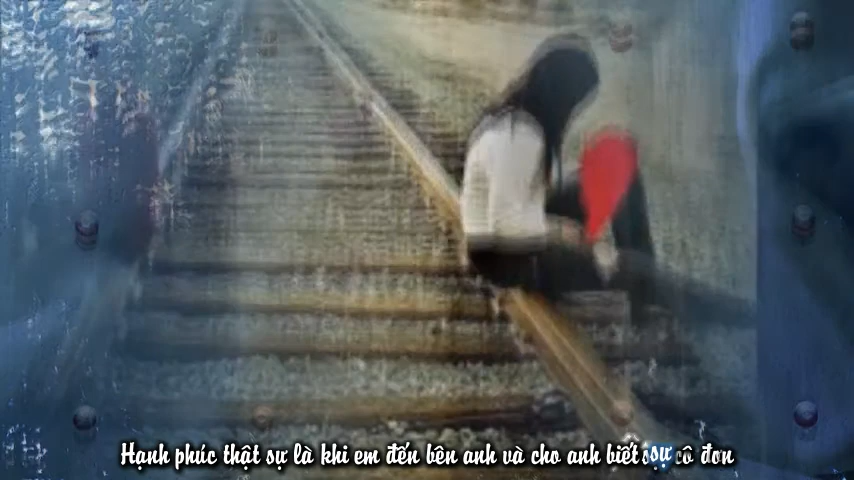 Hạnh phúc thật sự là khi em đến bên anh và cho anh biết sự cô đơn